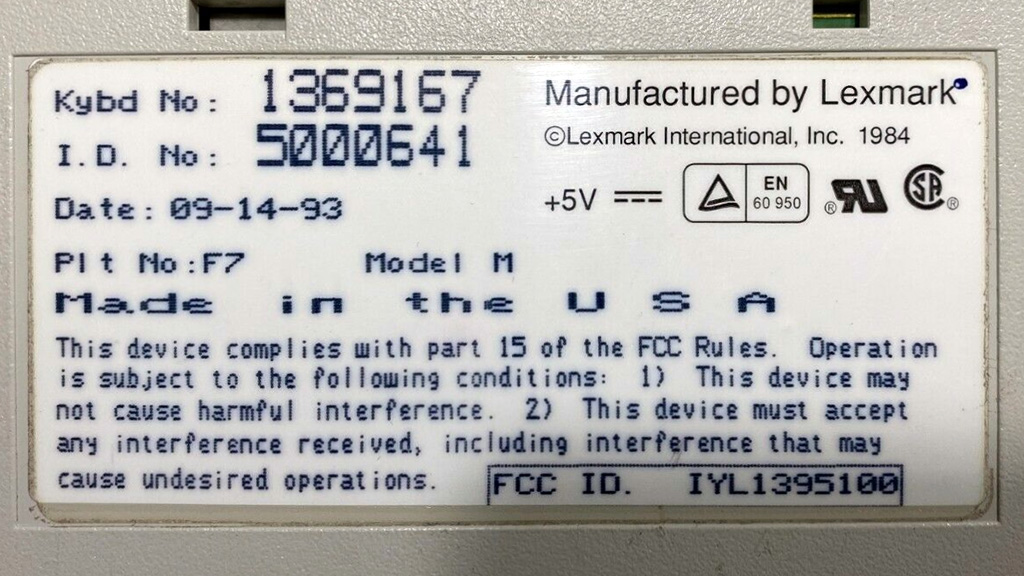 Kybd No: 1369167
I.D. No: 5000641
Date: 09-14-93
Plt No:F7 Model M
Made in the U S A
Manufactured by Lexmark
©Lexmark International, Inc. 1984
+5V
EN
60 950
® RU
SA ®
This device complies with part 15 of the FCC Rules. Operation
is subject to the following conditions: 1) This device may
not cause harmful interference. 2) This device must accept
any interference received, including interference that may
cause undesired operations.
FCC ID. IYL1395100